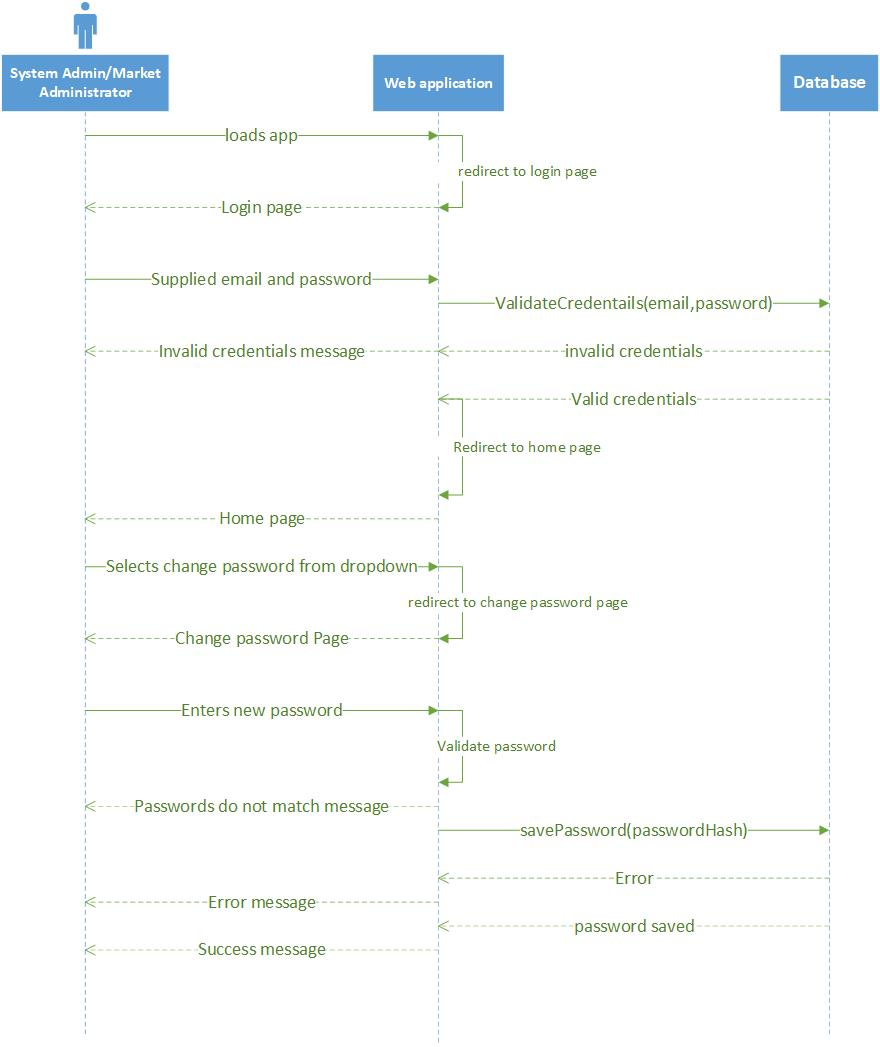 System Admin/Market
Administrator
Web application
Database
loads app
redirect to login page
Login page
Supplied email and password
ValidateCredentails(email,password)
Invalid credentials message
invalid credentials
Valid credentials
Redirect to home page
Home page
Selects change password from dropdown
redirect to change password page
Change password Page
Enters new password
Validate password
Passwords do not match message
savePassword(passwordHash)
Error
Error message
password saved
Success message